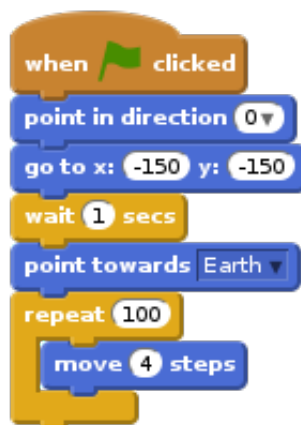 when clicked
point in direction 0
go to x: -150 y: -150
wait 1 secs
point towards Earth
repeat 100
move 4 steps